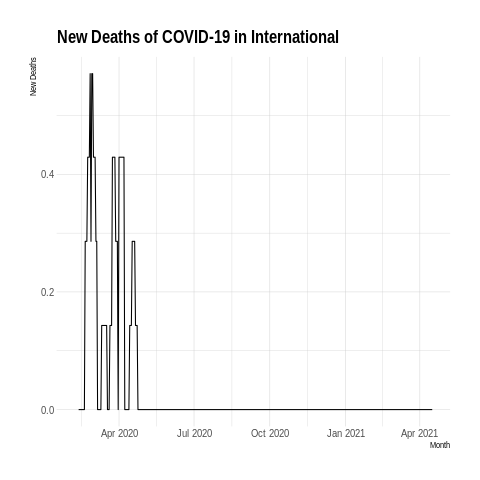 New Deaths of COVID-19 in International
New Deaths
0.4
0.2
0.0
Apr 2020
Jul 2020
Oct 2020
Jan 2021
Apr 2021
Month